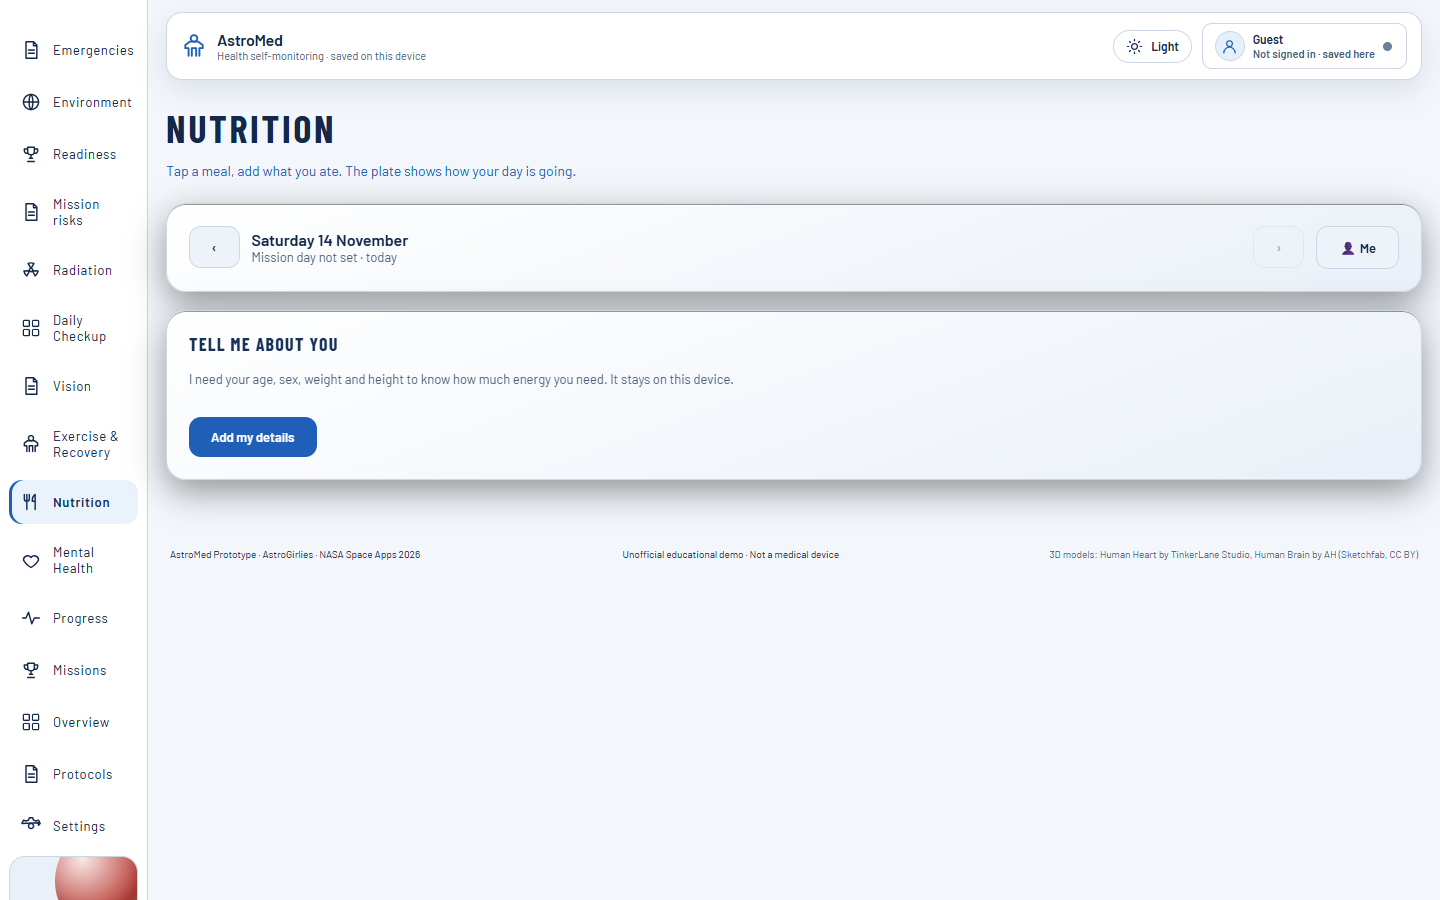 Emergencies
Environment
Readiness
Mission
risks
Radiation
Daily
Checkup
Vision
Exercise &
Recovery
Nutrition
Mental
Health
Progress
Missions
Overview
Protocols
Settings
AstroMed
Health self-monitoring · saved on this device
Light
Guest
Not signed in · saved here
NUTRITION
Tap a meal, add what you ate. The plate shows how your day is going.
‹
Saturday 14 November
Mission day not set · today
›
Me
TELL ME ABOUT YOU
I need your age, sex, weight and height to know how much energy you need. It stays on this device.
Add my details
AstroMed Prototype · AstroGirlies · NASA Space Apps 2026
Unofficial educational demo · Not a medical device
3D models: Human Heart by TinkerLane Studio, Human Brain by AH (Sketchfab, CC BY)